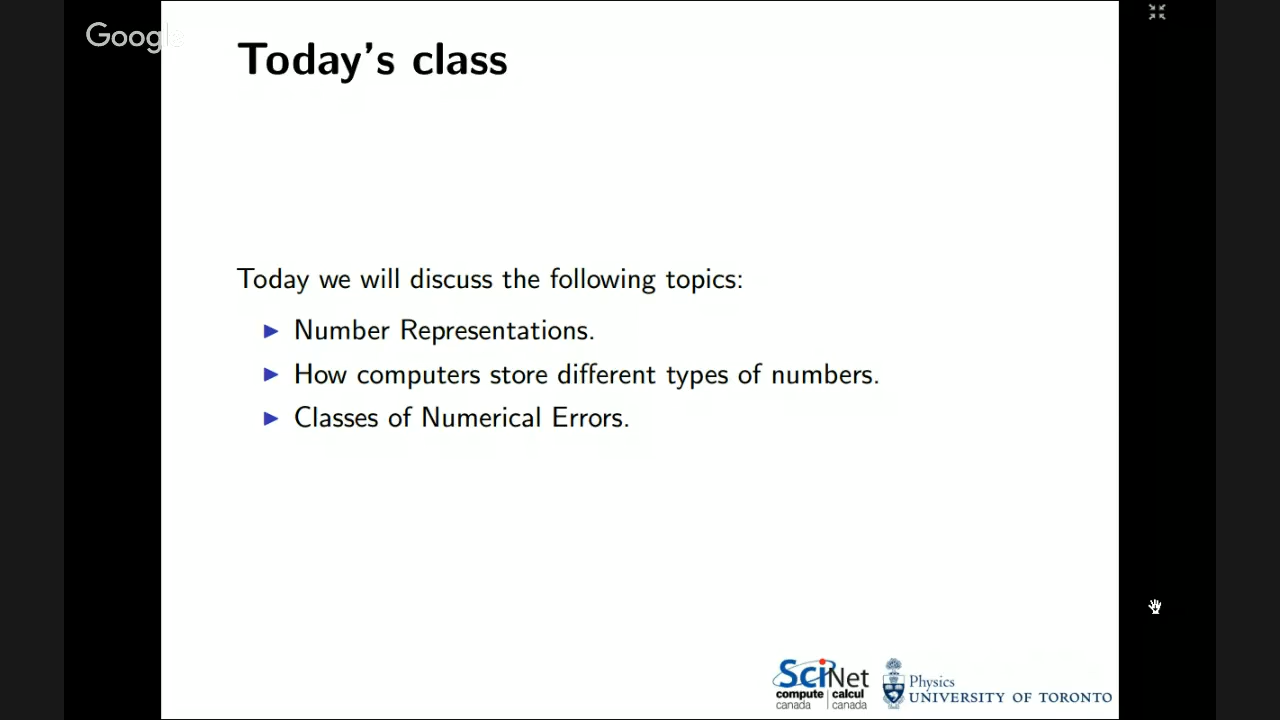 Google
Today's class
Today we will discuss the following topics:
▶ Number Representations.
▶ How computers store different types of numbers.
▶ Classes of Numerical Errors.
SciNet
compute | calcul
canada | canada
Physics
UNIVERSITY OF TORONTO